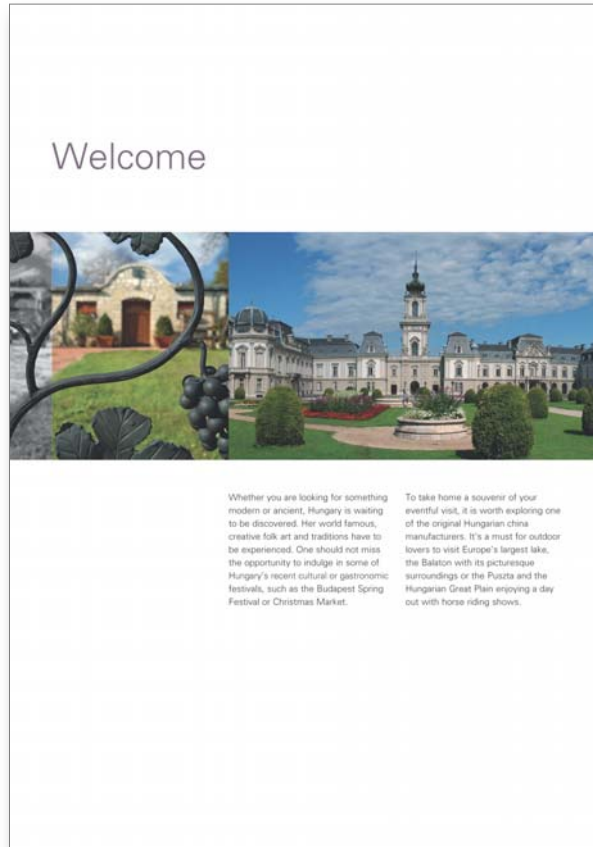 Welcome
Whether you are looking for something
modern or ancient, Hungary is waiting
to be discovered. Her world famous,
creative folk art and traditions have to
be experienced. One should not miss
the opportunity to indulge in some of
Hungary's recent cultural or gastronomic
festivals, such as the Budapest Spring
Festival or Christmas Market.
To take home a souvenir of your
eventful visit, it is worth exploring one
of the original Hungarian china
manufacturers. It's a must for outdoor
lovers to visit Europe's largest lake,
the Balaton with its picturesque
surroundings or the Puszta and the
Hungarian Great Plain enjoying a day
out with horse riding shows.